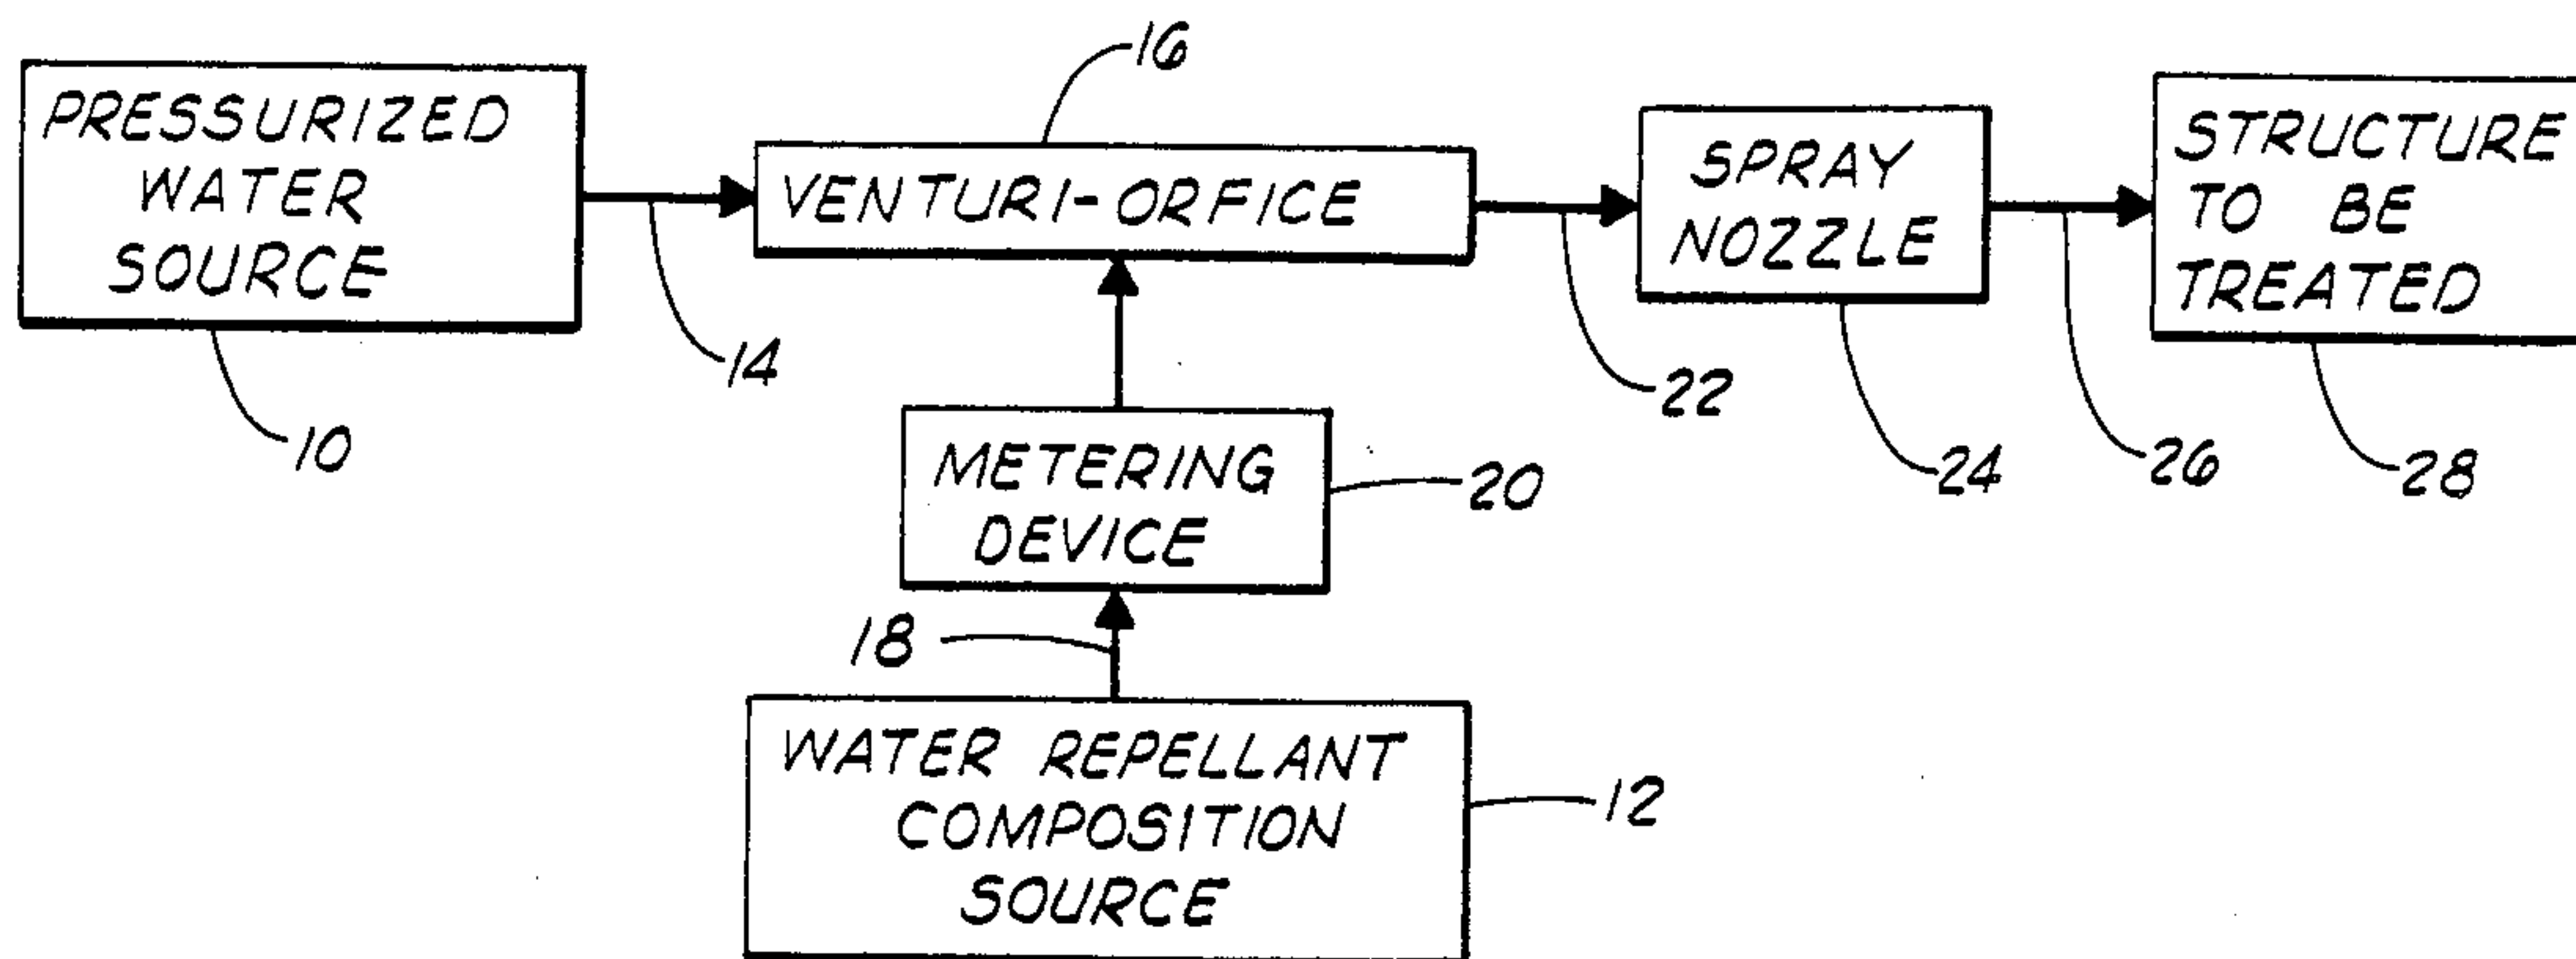 16
PRESSURIZED
WATER
SOURCE
VENTURI-ORFICE
SPRAY
NOZZLE
STRUCTURE
TO BE
TREATED
14
10
22
24
26
28
METERING
DEVICE
20
18
WATER REPELLANT
COMPOSITION
SOURCE
12